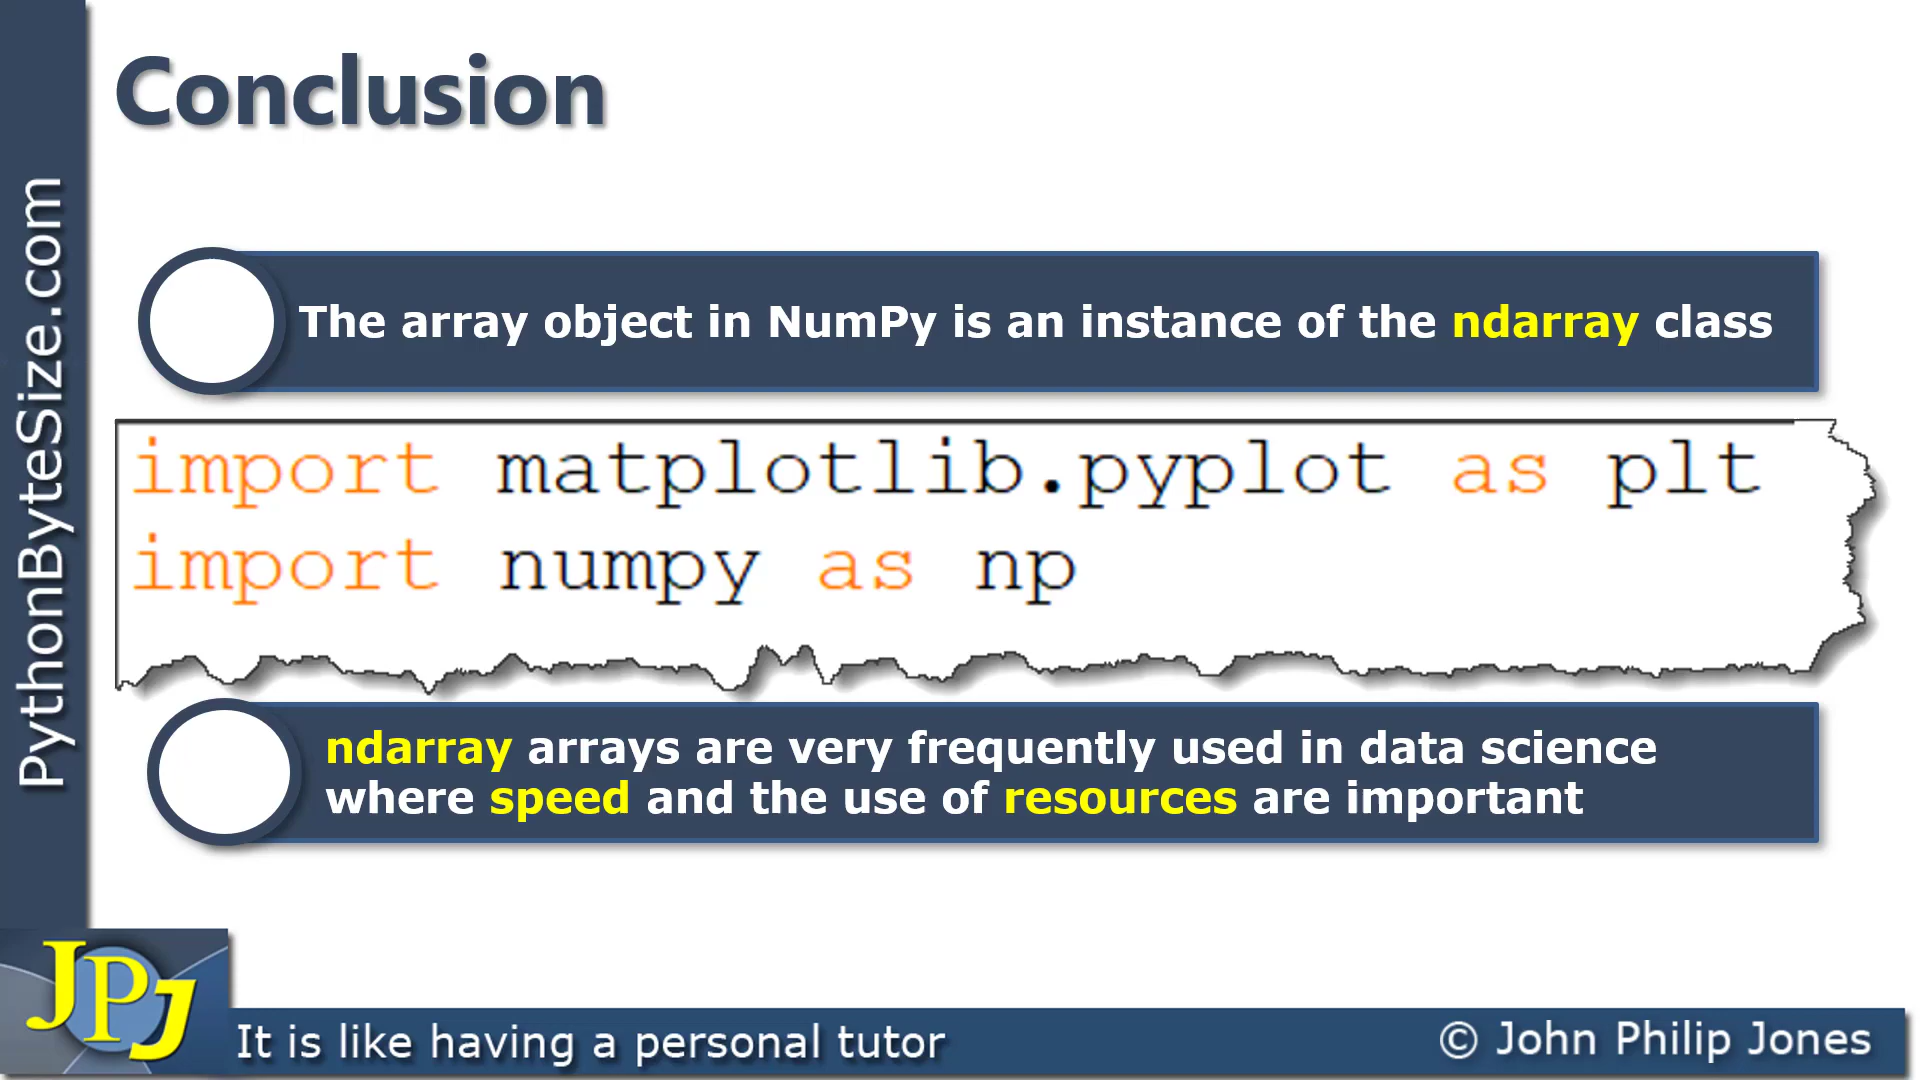 Conclusion
PythonByteSize.com
The array object in NumPy is an instance of the ndarray class
import matplotlib.pyplot as plt
import numpy as np
ndarray arrays are very frequently used in data science
where speed and the use of resources are important
JPJ
It is like having a personal tutor
© John Philip Jones